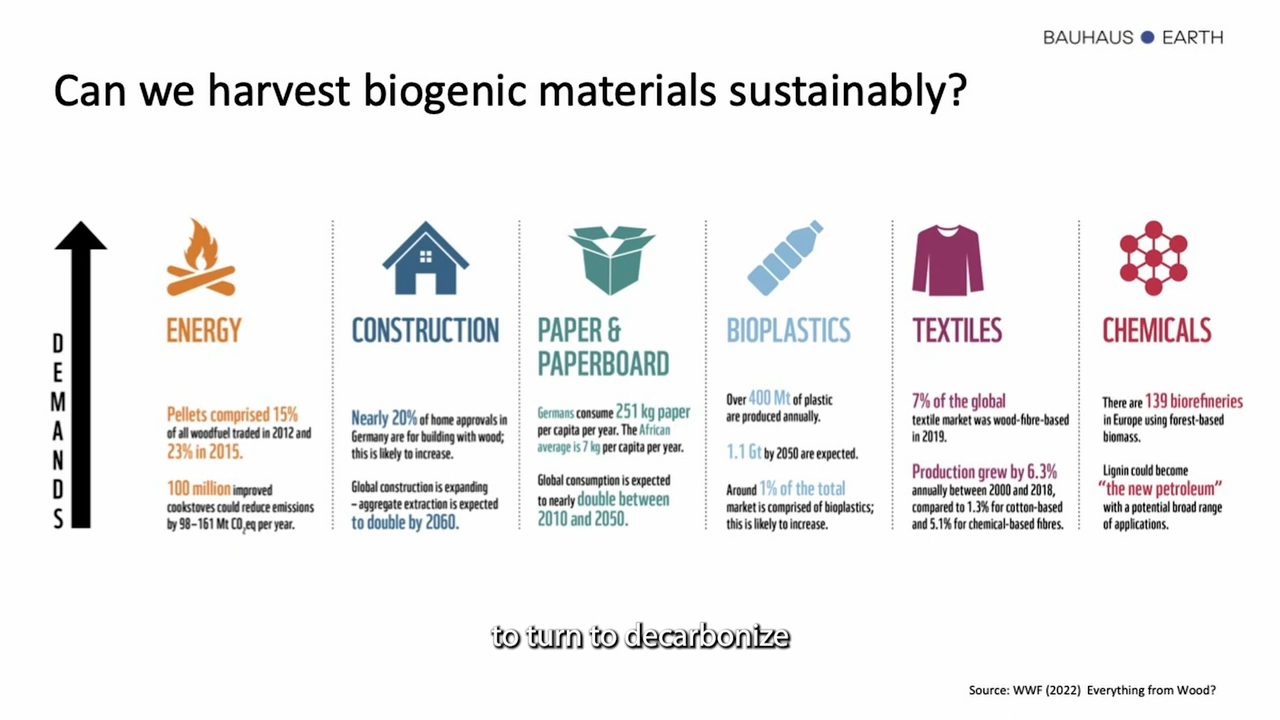 BAUHAUS EARTH
Can we harvest biogenic materials sustainably?
DEMANDS
ENERGY
Pellets comprised 15%
of all woodfuel traded in 2012 and
23% in 2015.
100 million improved
cookstoves could reduce emissions
by 98–161 Mt CO₂eq per year.
CONSTRUCTION
Nearly 20% of home approvals in
Germany are for building with wood;
this is likely to increase.
Global construction is expanding
– aggregate extraction is expected
to double by 2060.
PAPER &
PAPERBOARD
Germans consume 251 kg paper
per capita per year. The African
average is 7 kg per capita per year.
Global consumption is expected
to nearly double between
2010 and 2050.
BIOPLASTICS
Over 400 Mt of plastic
are produced annually.
1.1 Gt by 2050 are expected.
Around 1% of the total
market is comprised of bioplastics;
this is likely to increase.
TEXTILES
7% of the global
textile market was wood-fibre-based
in 2019.
Production grew by 6.3%
annually between 2000 and 2018,
compared to 1.3% for cotton-based
and 5.1% for chemical-based fibres.
CHEMICALS
There are 139 biorefineries
in Europe using forest-based
biomass.
Lignin could become
“the new petroleum”
with a potential broad range
of applications.
to turn to decarbonize
Source: WWF (2022) Everything from Wood?